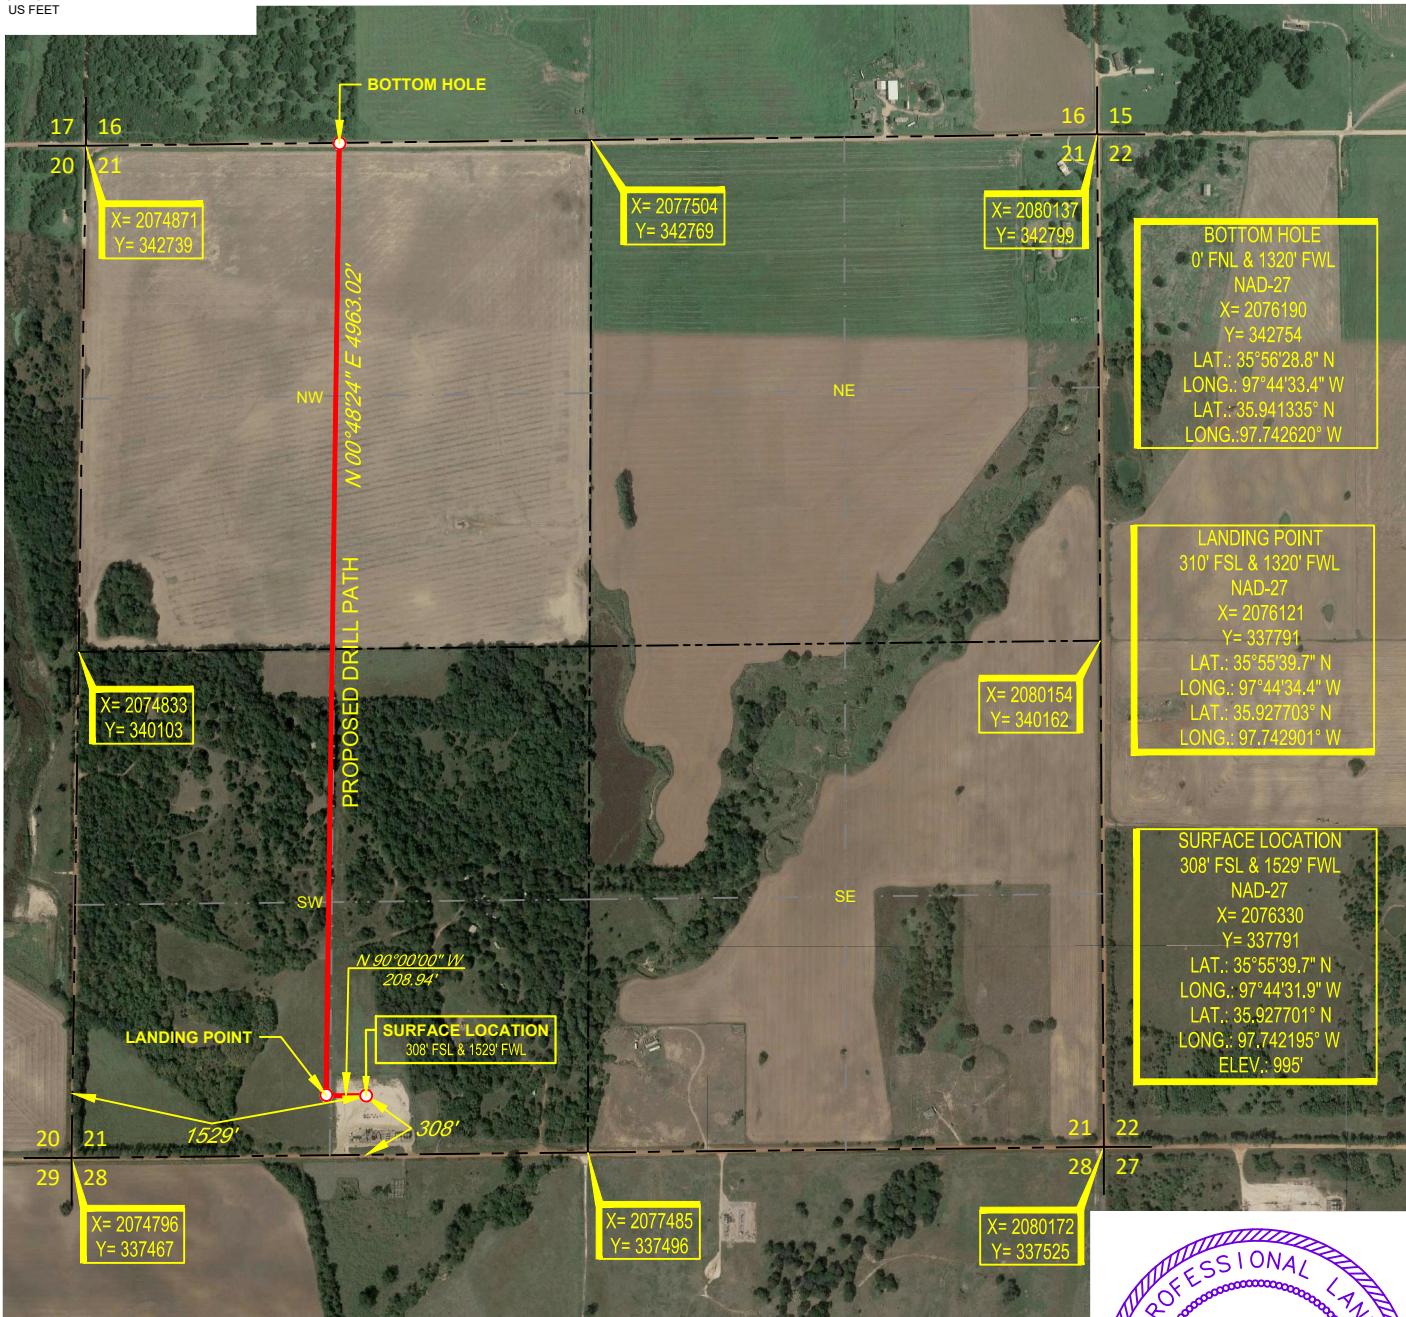 US FEET
BOTTOM HOLE
17 16
16 15
20 21
21 22
X= 2074871
Y= 342739
X= 2077504
Y= 342769
X= 2080137
Y= 342799
BOTTOM HOLE
0' FNL & 1320' FWL
NAD-27
X= 2076190
Y= 342754
LAT.: 35°56'28.8" N
LONG.: 97°44'33.4" W
LAT.: 35.941335° N
LONG.:97.742620° W
N 00°48'24" E 4963.02'
NW
NE
PROPOSED DRILL PATH
LANDING POINT
310' FSL & 1320' FWL
NAD-27
X= 2076121
Y= 337791
LAT.: 35°55'39.7" N
LONG.: 97°44'34.4" W
LAT.: 35.927703° N
LONG.: 97.742901° W
X= 2074833
Y= 340103
X= 2080154
Y= 340162
SURFACE LOCATION
308' FSL & 1529' FWL
NAD-27
X= 2076330
Y= 337791
LAT.: 35°55'39.7" N
LONG.: 97°44'31.9" W
LAT.: 35.927701° N
LONG.: 97.742195° W
ELEV.: 995'
SW
SE
N 90°00'00" W
208.94'
LANDING POINT
SURFACE LOCATION
308' FSL & 1529' FWL
1529'
308'
20 21
21 22
29 28
28 27
X= 2074796
Y= 337467
X= 2077485
Y= 337496
X= 2080172
Y= 337525